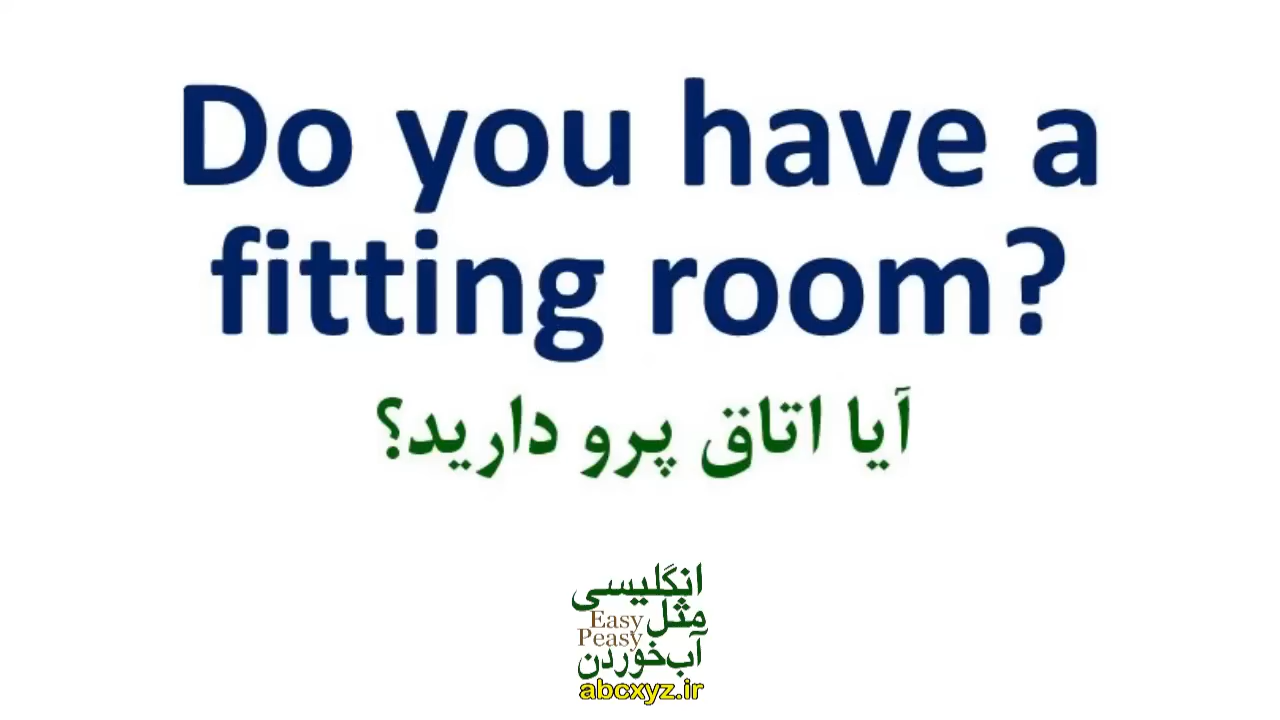 Do you have a
fitting room?
آیا اتاق پرو دارید؟
انگلیسی
مثل
Easy
Peasy
آب‌خوردن
abcxyz.ir